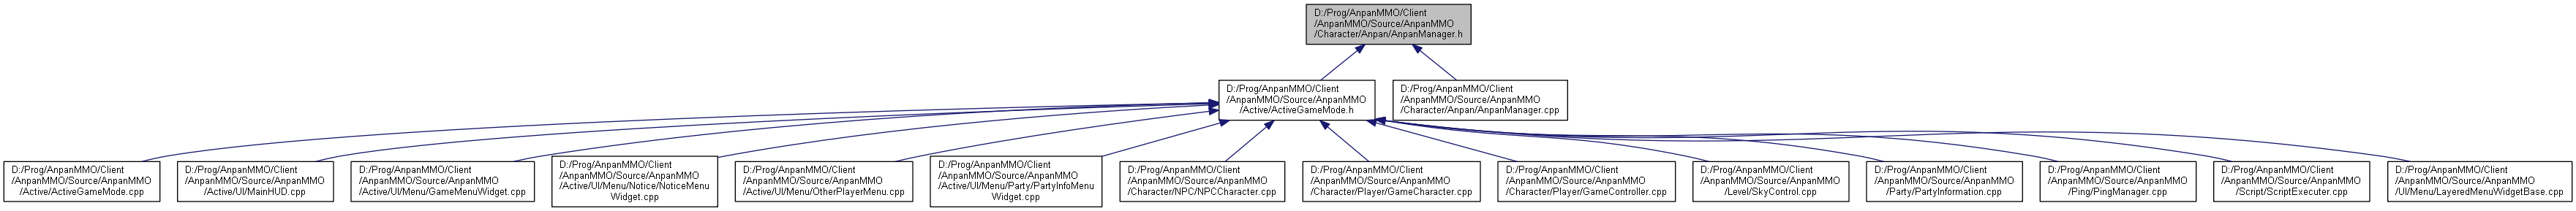 D:/Prog/AnpanMMO/Client
/AnpanMMO/Source/AnpanMMO
/Character/Anpan/AnpanManager.h
D:/Prog/AnpanMMO/Client
/AnpanMMO/Source/AnpanMMO
/Active/ActiveGameMode.h
D:/Prog/AnpanMMO/Client
/AnpanMMO/Source/AnpanMMO
/Character/Anpan/AnpanManager.cpp
D:/Prog/AnpanMMO/Client
/AnpanMMO/Source/AnpanMMO
/Active/ActiveGameMode.cpp
D:/Prog/AnpanMMO/Client
/AnpanMMO/Source/AnpanMMO
/Active/UI/MainHUD.cpp
D:/Prog/AnpanMMO/Client
/AnpanMMO/Source/AnpanMMO
/Active/UI/Menu/GameMenuWidget.cpp
D:/Prog/AnpanMMO/Client
/AnpanMMO/Source/AnpanMMO
/Active/UI/Menu/Notice/NoticeMenu
Widget.cpp
D:/Prog/AnpanMMO/Client
/AnpanMMO/Source/AnpanMMO
/Active/UI/Menu/OtherPlayerMenu.cpp
D:/Prog/AnpanMMO/Client
/AnpanMMO/Source/AnpanMMO
/Active/UI/Menu/Party/PartyInfoMenu
Widget.cpp
D:/Prog/AnpanMMO/Client
/AnpanMMO/Source/AnpanMMO
/Character/NPC/NPCCharacter.cpp
D:/Prog/AnpanMMO/Client
/AnpanMMO/Source/AnpanMMO
/Character/Player/GameCharacter.cpp
D:/Prog/AnpanMMO/Client
/AnpanMMO/Source/AnpanMMO
/Character/Player/GameController.cpp
D:/Prog/AnpanMMO/Client
/AnpanMMO/Source/AnpanMMO
/Level/SkyControl.cpp
D:/Prog/AnpanMMO/Client
/AnpanMMO/Source/AnpanMMO
/Party/PartyInformation.cpp
D:/Prog/AnpanMMO/Client
/AnpanMMO/Source/AnpanMMO
/Ping/PingManager.cpp
D:/Prog/AnpanMMO/Client
/AnpanMMO/Source/AnpanMMO
/Script/ScriptExecuter.cpp
D:/Prog/AnpanMMO/Client
/AnpanMMO/Source/AnpanMMO
/UI/Menu/LayeredMenuWidgetBase.cpp